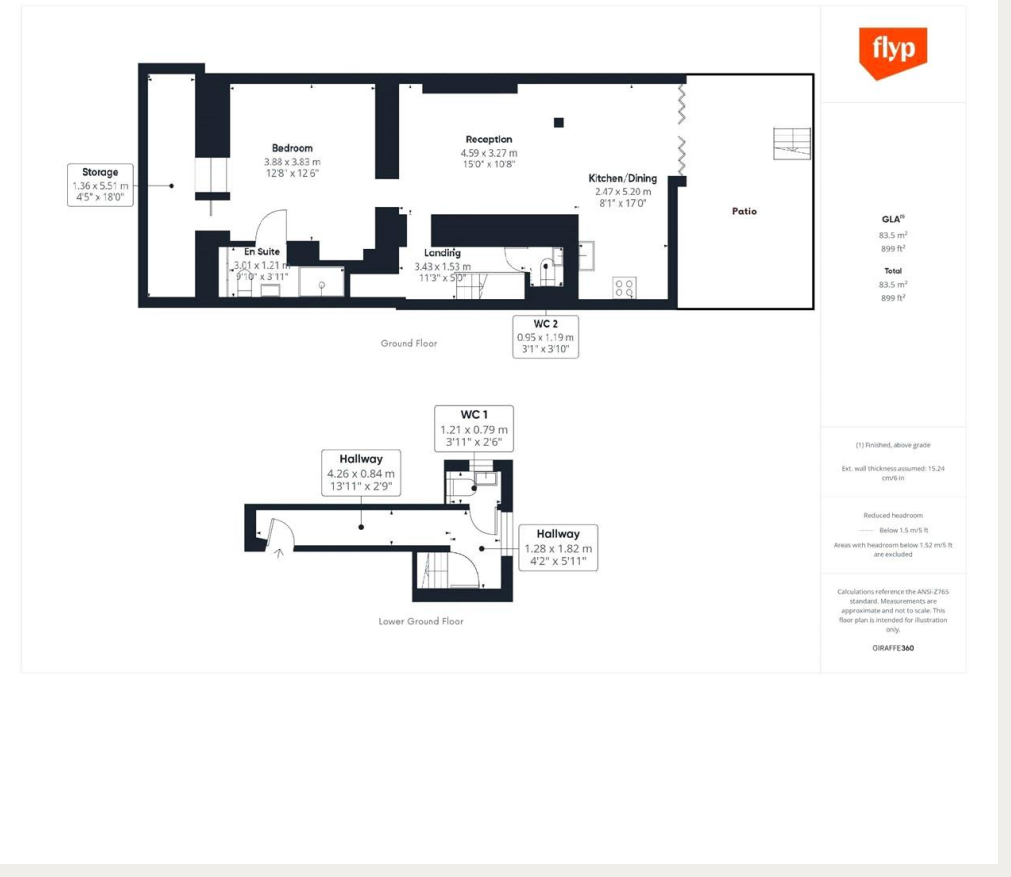 flyp
Storage
1.36 x 5.51 m
4'5" x 18'0"
Bedroom
3.88 x 3.83 m
12'8" x 12'6"
Reception
4.59 x 3.27 m
15'0" x 10'8"
Kitchen/Dining
2.47 x 5.20 m
8'1" x 17'0"
Patio
En Suite
3.01 x 1.21 m
9'10" x 3'11"
Landing
3.43 x 1.53 m
11'3" x 5'0"
WC 2
0.95 x 1.19 m
3'1" x 3'10"
Ground Floor
WC 1
1.21 x 0.79 m
3'11" x 2'6"
Hallway
4.26 x 0.84 m
13'11" x 2'9"
Hallway
1.28 x 1.82 m
4'2" x 5'11"
Lower Ground Floor
GLA⁽¹⁾
83.5 m²
899 ft²
Total
83.5 m²
899 ft²
(1) Finished, above grade
Ext. wall thickness assumed: 15.24
cm/6 in
Reduced headroom
Below 1.5 m/5 ft
Areas with headroom below 1.52 m/5 ft
are excluded
Calculations reference the ANSI-Z765
standard. Measurements are
approximate and not to scale. This
floor plan is intended for illustration
only.
GIRAFFE360